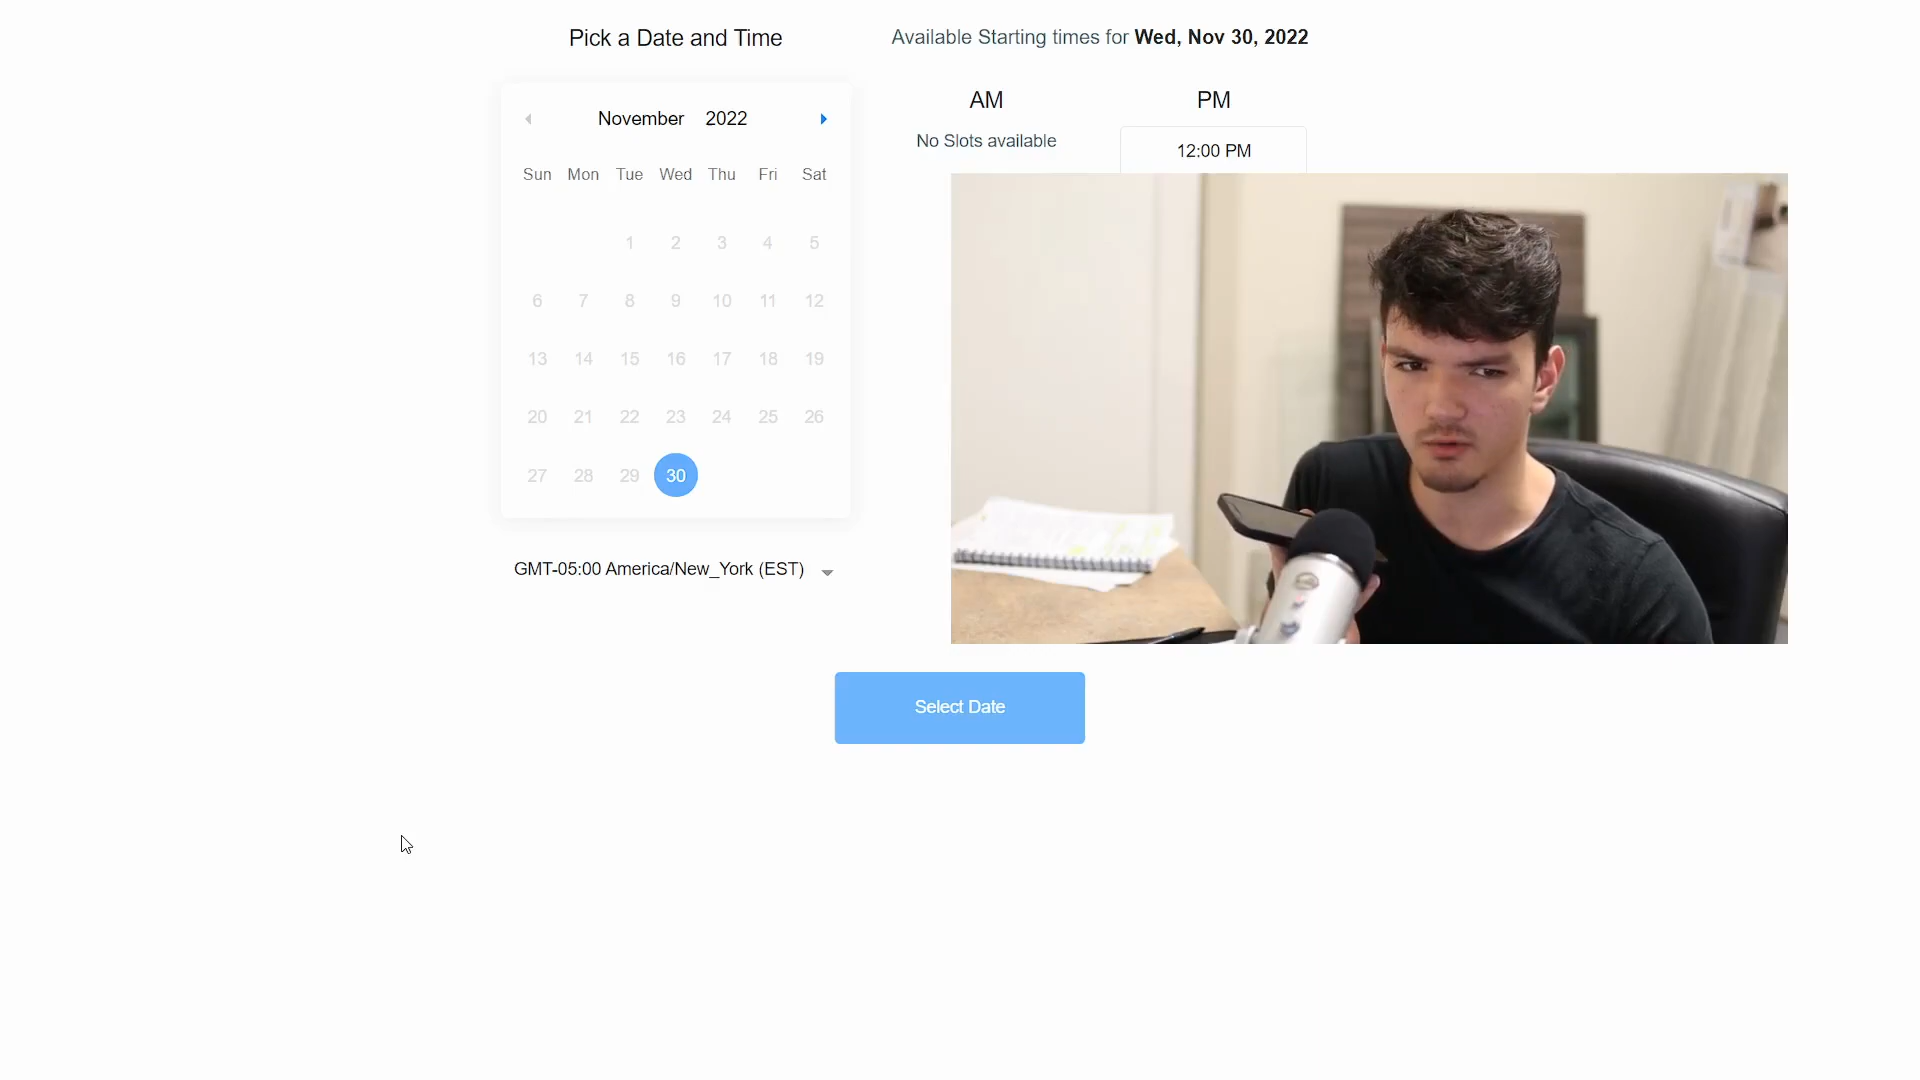 Pick a Date and Time
November 2022
Sun Mon Tue Wed Thu Fri Sat
1 2 3 4 5
6 7 8 9 10 11 12
13 14 15 16 17 18 19
20 21 22 23 24 25 26
27 28 29 30
GMT-05:00 America/New_York (EST)
Available Starting times for Wed, Nov 30, 2022
AM
No Slots available
PM
12:00 PM
Select Date